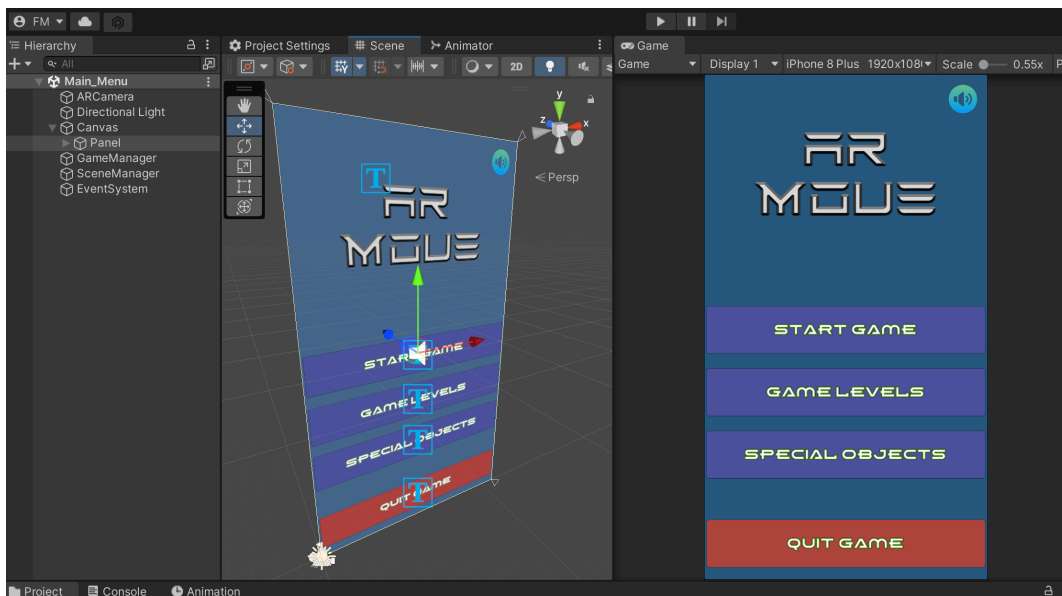 FM
Hierarchy
All
Main_Menu
ARCamera
Directional Light
Canvas
Panel
GameManager
SceneManager
EventSystem
Project Settings
Scene
Animator
2D
y
z
x
Persp
T
AR
MOVE
START GAME
T
GAME LEVELS
T
SPECIAL OBJECTS
T
QUIT GAME
T
Game
Game
Display 1
iPhone 8 Plus 1920x108
Scale
0.55x
P
AR
MOVE
START GAME
GAME LEVELS
SPECIAL OBJECTS
QUIT GAME
Project
Console
Animation